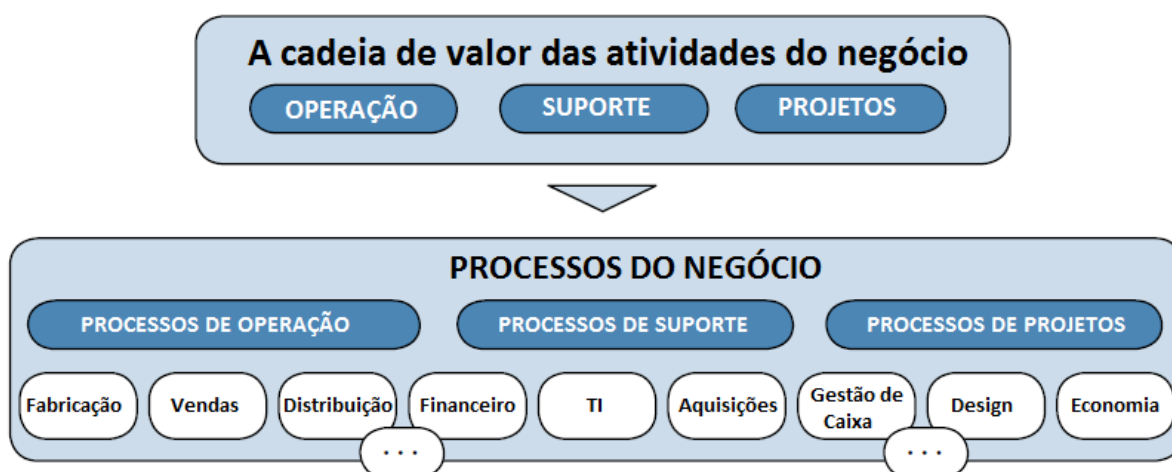 A cadeia de valor das atividades do negócio
OPERAÇÃO SUPORTE PROJETOS
PROCESSOS DO NEGÓCIO
PROCESSOS DE OPERAÇÃO PROCESSOS DE SUPORTE PROCESSOS DE PROJETOS
Fabricação Vendas Distribuição Financeiro TI Aquisições Gestão de Caixa Design Economia
. . . . . .